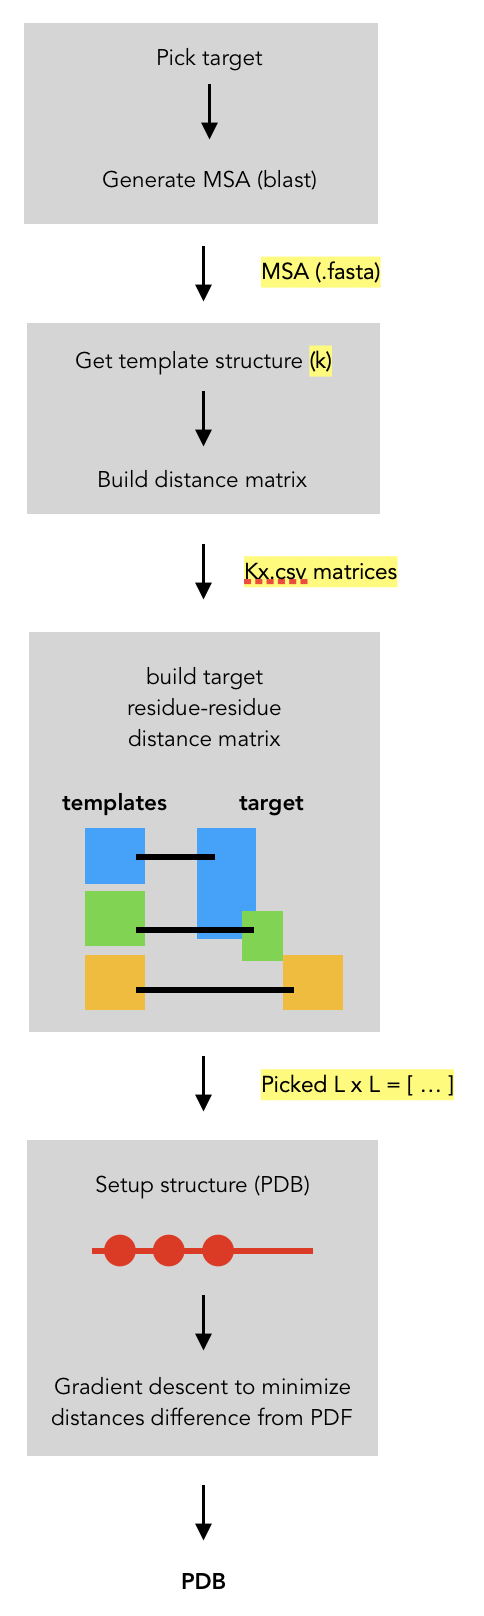 Pick target
Generate MSA (blast)
MSA (.fasta)
Get template structure (k)
Build distance matrix
Kx.csv matrices
build target
residue-residue
distance matrix
templates target
Picked L x L = [ ... ]
Setup structure (PDB)
Gradient descent to minimize
distances difference from PDF
PDB